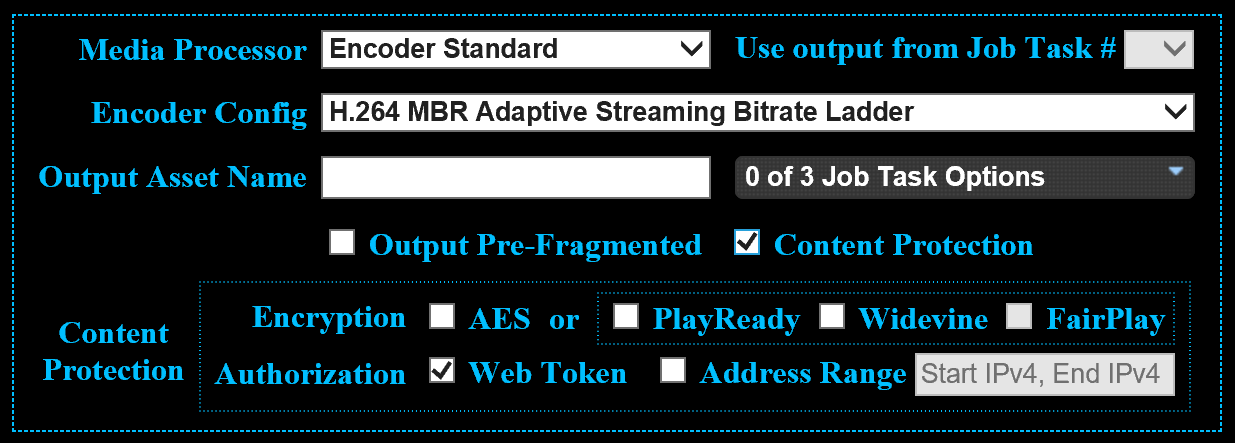 Media Processor Encoder Standard Use output from Job Task #
Encoder Config H.264 MBR Adaptive Streaming Bitrate Ladder
Output Asset Name 0 of 3 Job Task Options
Output Pre-Fragmented Content Protection
Content Protection
Encryption AES or PlayReady Widevine FairPlay
Authorization Web Token Address Range Start IPv4, End IPv4